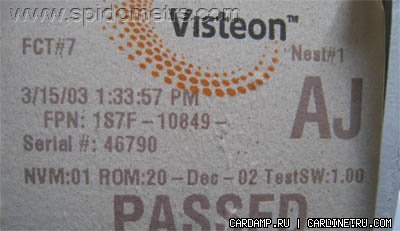 www.spidometrs.com
Visteon™
FCT#7 Nest#1
3/15/03 1:33:57 PM
AJ
FPN: 1S7F-10849-
Serial #: 46790
NVM:01 ROM:20-Dec-02 TestSW:1.00
PASSED
CARDAMP.RU | CARDINETRU.COM